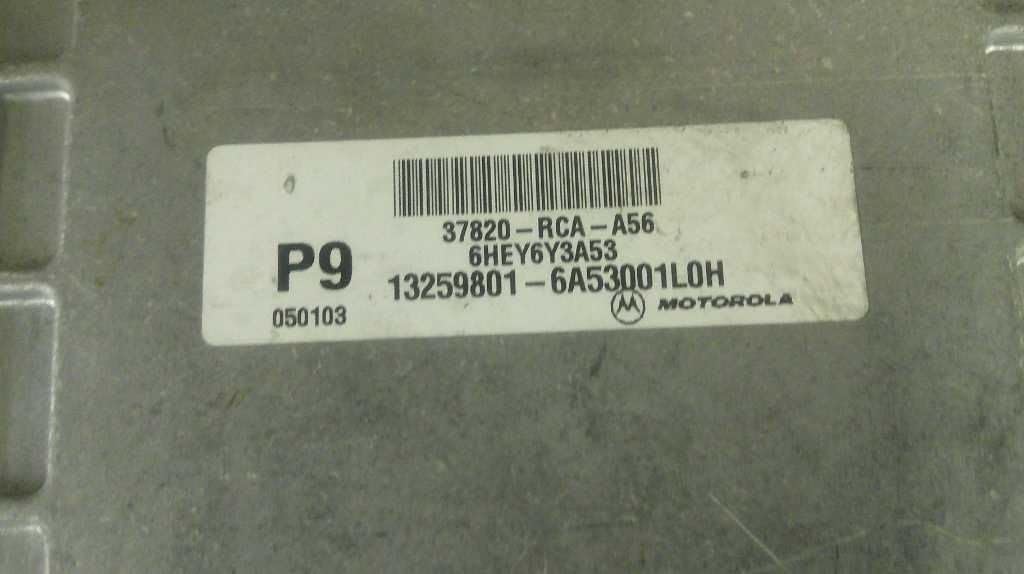 37820-RCA-A56
6HEY6Y3A53
P9
13259801-6A53001L0H
050103
MOTOROLA